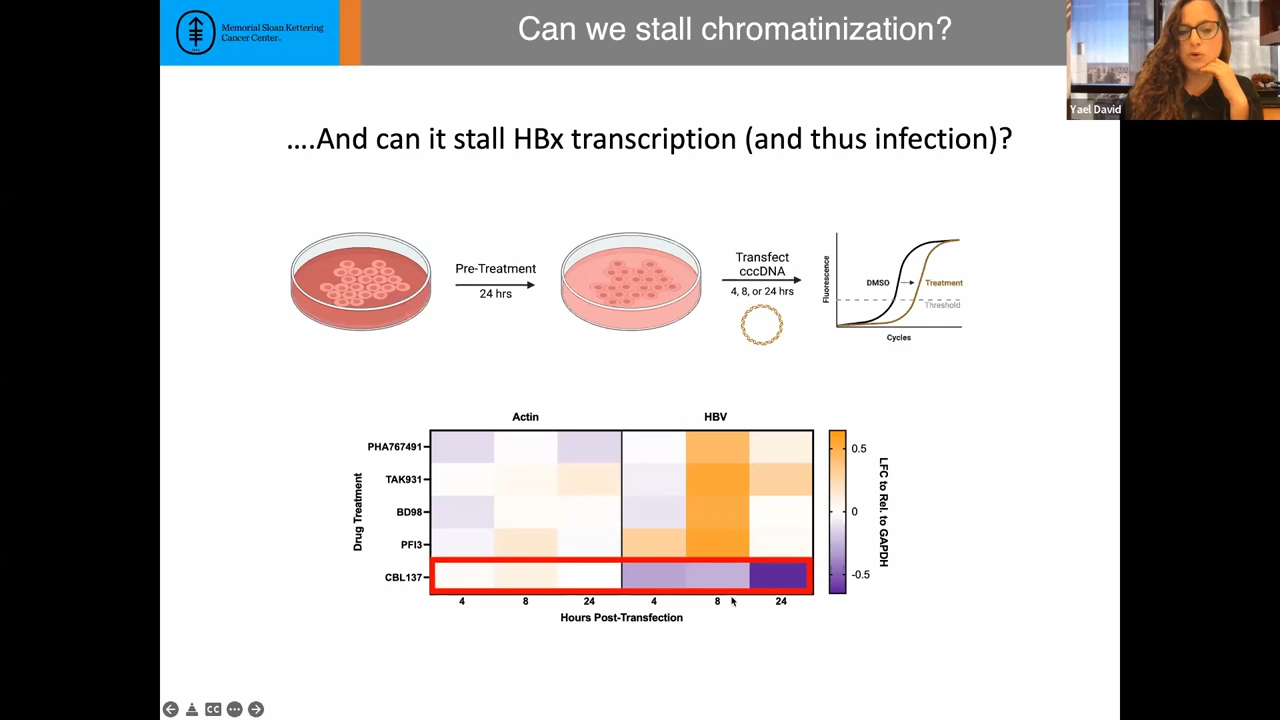 Memorial Sloan Kettering
Cancer Center
Can we stall chromatinization?
Yael David
....And can it stall HBx transcription (and thus infection)?
Pre-Treatment
24 hrs
Transfect
cccDNA
4, 8, or 24 hrs
Fluorescence
DMSO
Treatment
Threshold
Cycles
Actin
HBV
Drug Treatment
PHA767491
TAK931
BD98
PFI3
CBL137
4
8
24
4
8
24
Hours Post-Transfection
0.5
0
-0.5
LFC to Rel. to GAPDH
CC